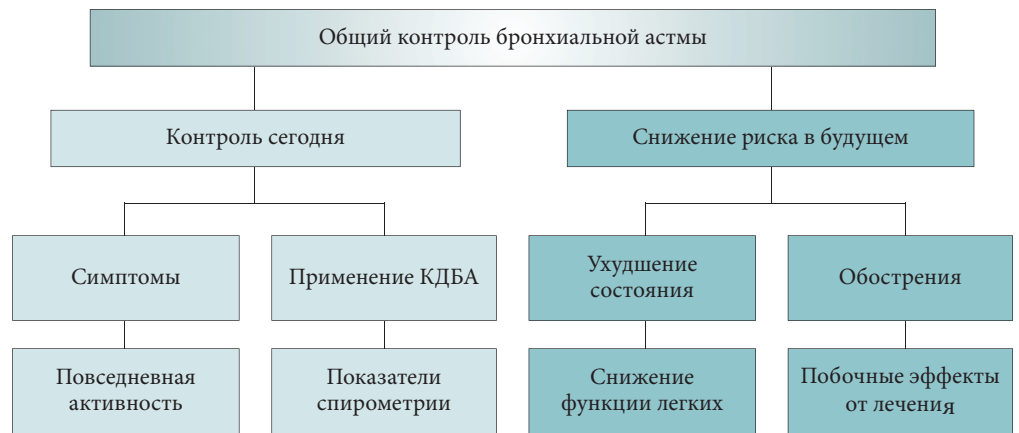 Общий контроль бронхиальной астмы
Контроль сегодня
Снижение риска в будущем
Симптомы
Применение КДБА
Ухудшение
состояния
Обострения
Повседневная
активность
Показатели
спирометрии
Снижение
функции легких
Побочные эффекты
от лечения